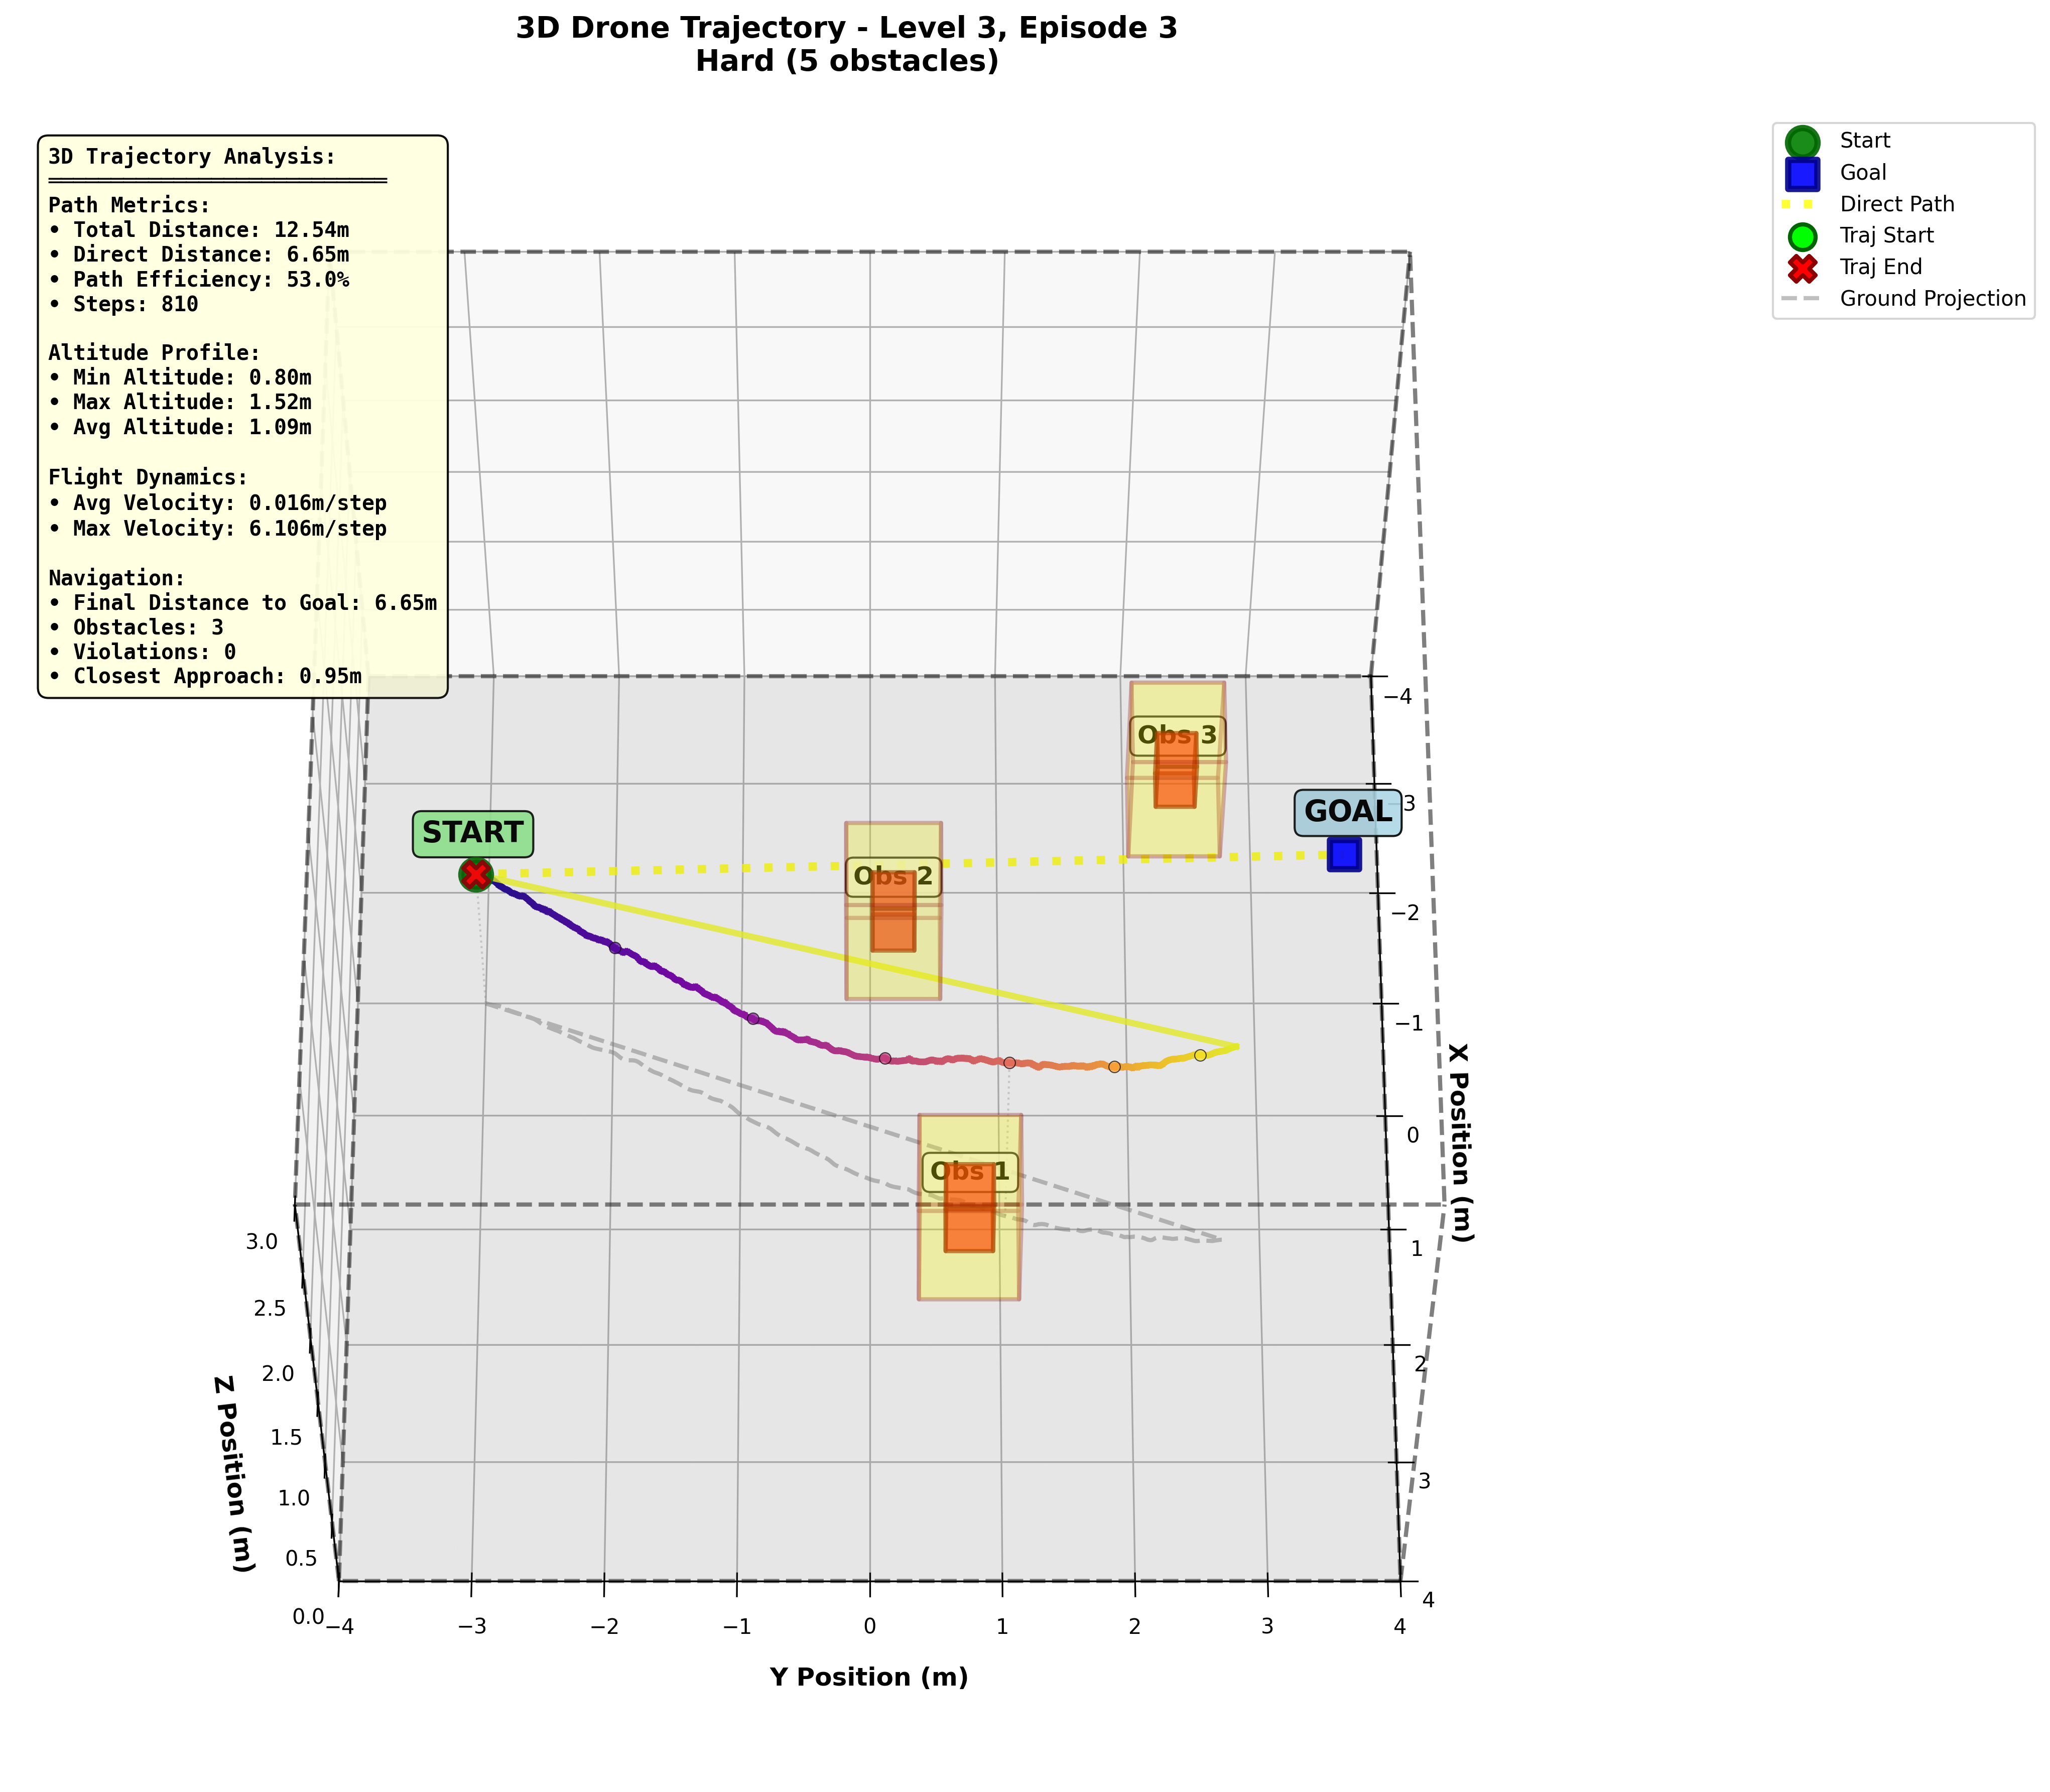 3D Drone Trajectory - Level 3, Episode 3
Hard (5 obstacles)
3D Trajectory Analysis:
═══════════════════════════
Path Metrics:
• Total Distance: 12.54m
• Direct Distance: 6.65m
• Path Efficiency: 53.0%
• Steps: 810
Altitude Profile:
• Min Altitude: 0.80m
• Max Altitude: 1.52m
• Avg Altitude: 1.09m
Flight Dynamics:
• Avg Velocity: 0.016m/step
• Max Velocity: 6.106m/step
Navigation:
• Final Distance to Goal: 6.65m
• Obstacles: 3
• Violations: 0
• Closest Approach: 0.95m
Start
Goal
Direct Path
Traj Start
Traj End
Ground Projection
START
GOAL
Obs 3
Obs 2
Obs 1
−4
−3
−2
−1
0
1
2
3
4
X Position (m)
3.0
2.5
2.0
1.5
1.0
0.5
0.0
Z Position (m)
−4
−3
−2
−1
0
1
2
3
4
Y Position (m)